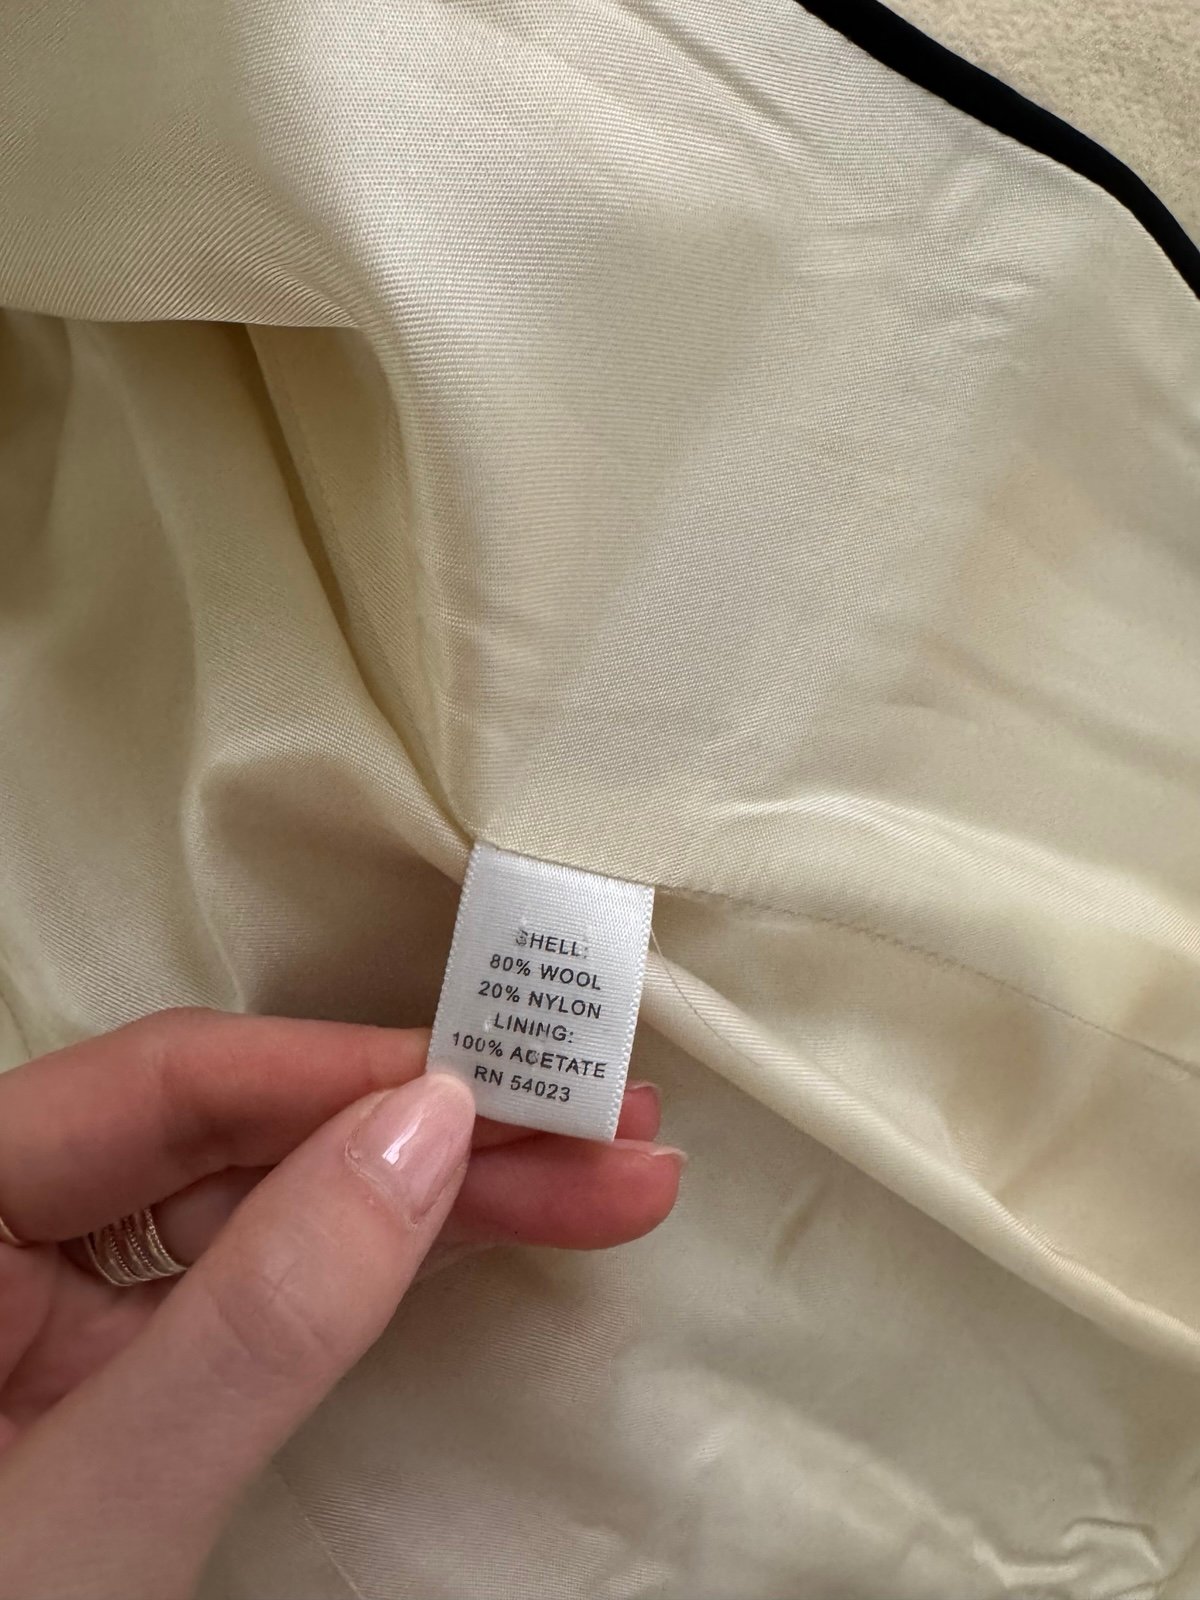 SHELL:
80% WOOL
20% NYLON
LINING:
100% ACETATE
RN 54023